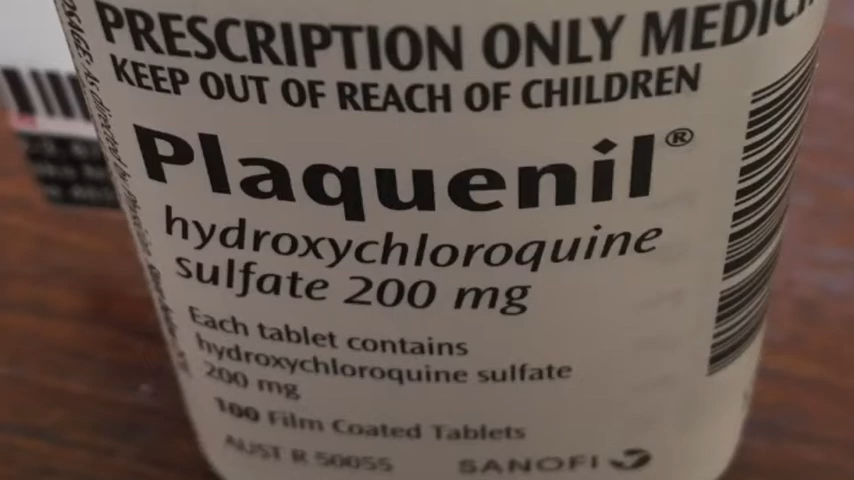 PRESCRIPTION ONLY MEDICI
KEEP OUT OF REACH OF CHILDREN
Plaquenil®
hydroxychloroquine
sulfate 200 mg
Each tablet contains
hydroxychloroquine sulfate
200 mg
100 Film Coated Tablets
AUST R 50055
SANOFI